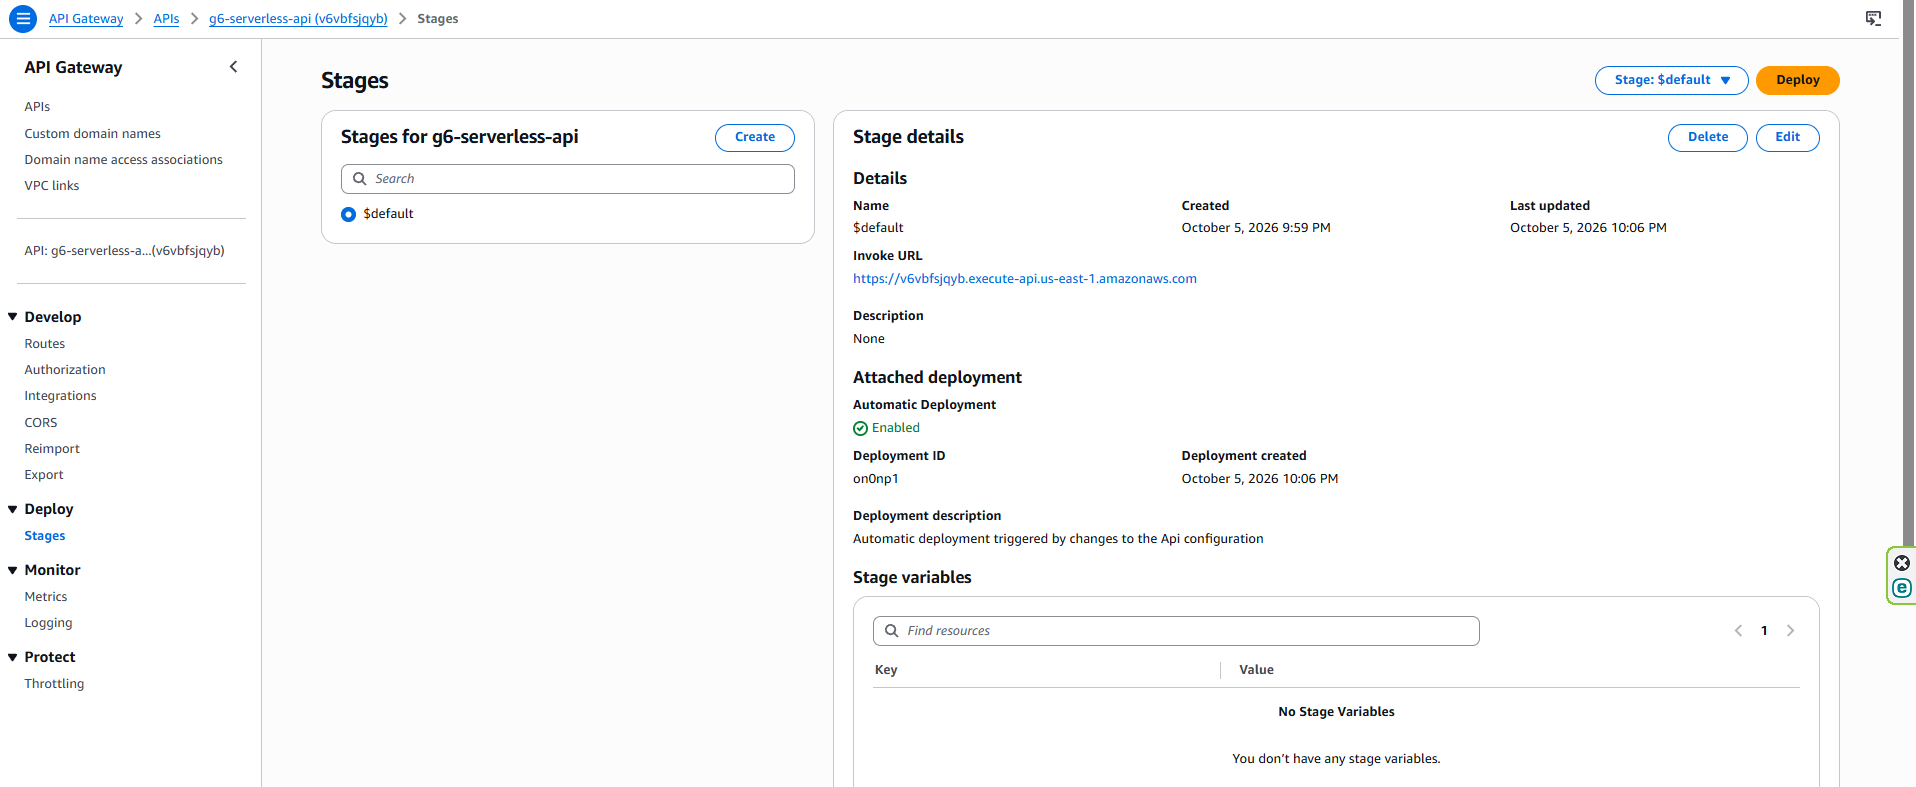 API Gateway > APIs > g6-serverless-api (v6vbfsjqyb) > Stages
API Gateway
APIs
Custom domain names
Domain name access associations
VPC links
API: g6-serverless-a...(v6vbfsjqyb)
Develop
Routes
Authorization
Integrations
CORS
Reimport
Export
Deploy
Stages
Monitor
Metrics
Logging
Protect
Throttling
Stages
Stage: $default
Deploy
Stages for g6-serverless-api
Create
Search
$default
Stage details
Delete
Edit
Details
Name
$default
Created
October 5, 2026 9:59 PM
Last updated
October 5, 2026 10:06 PM
Invoke URL
https://v6vbfsjqyb.execute-api.us-east-1.amazonaws.com
Description
None
Attached deployment
Automatic Deployment
Enabled
Deployment ID
on0np1
Deployment created
October 5, 2026 10:06 PM
Deployment description
Automatic deployment triggered by changes to the Api configuration
Stage variables
Find resources
1
Key
Value
No Stage Variables
You don't have any stage variables.
e